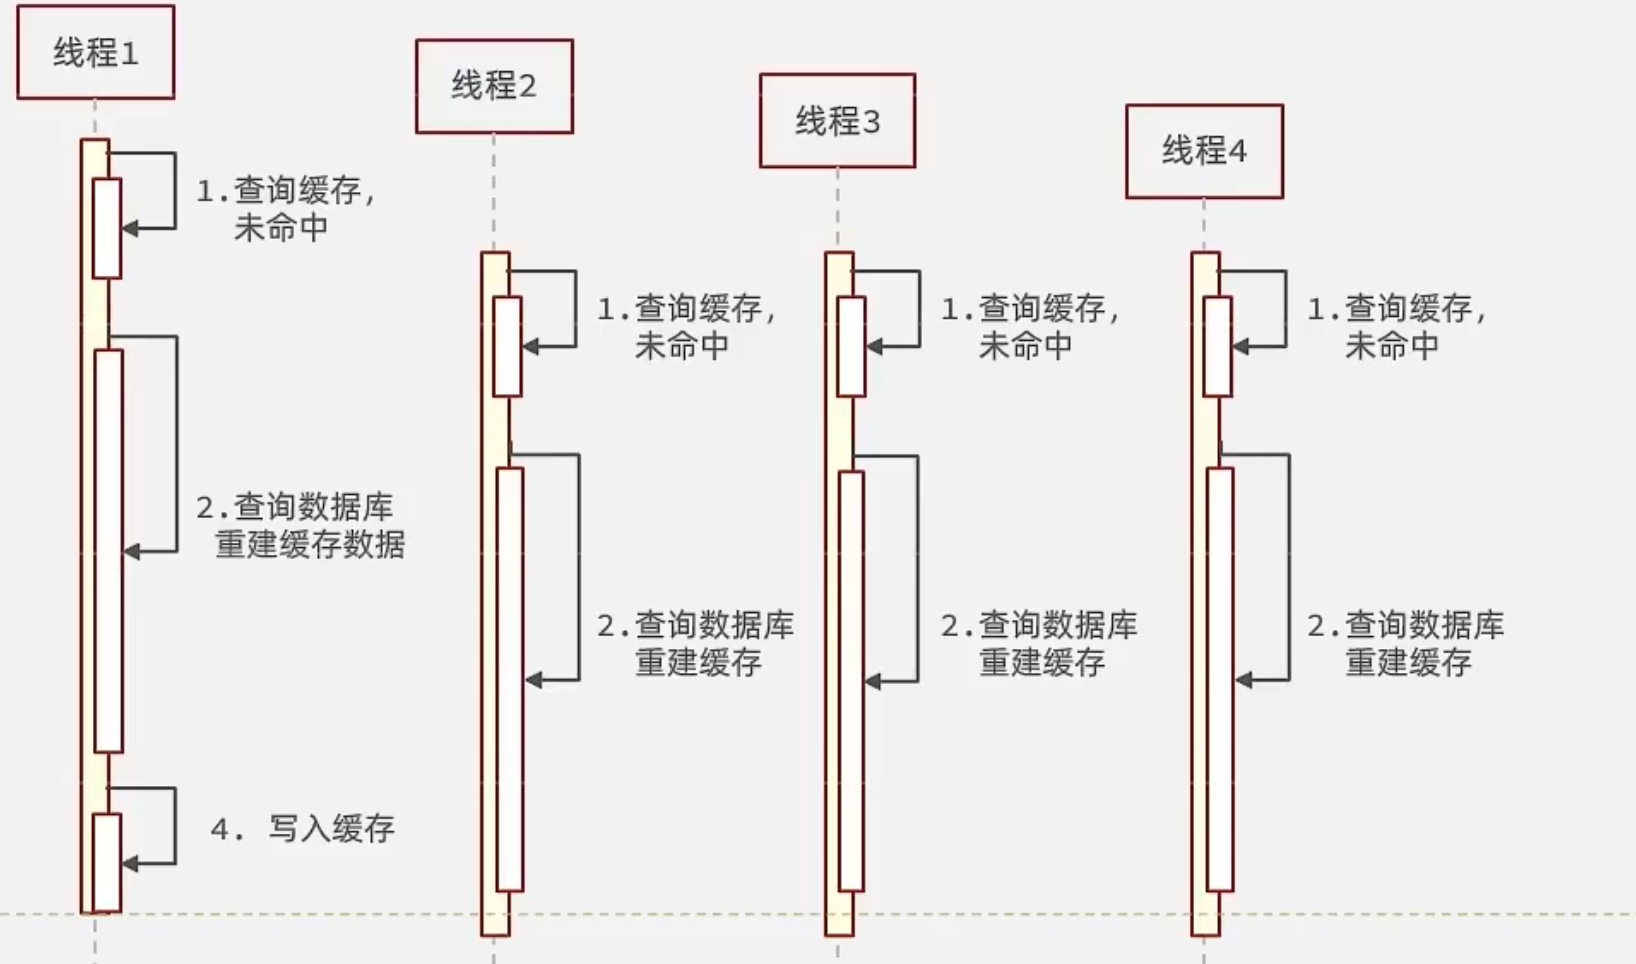 线程1
线程2
线程3
线程4
1.查询缓存,
未命中
1.查询缓存,
未命中
1.查询缓存,
未命中
1.查询缓存,
未命中
2.查询数据库
重建缓存数据
2.查询数据库
重建缓存
2.查询数据库
重建缓存
2.查询数据库
重建缓存
4. 写入缓存